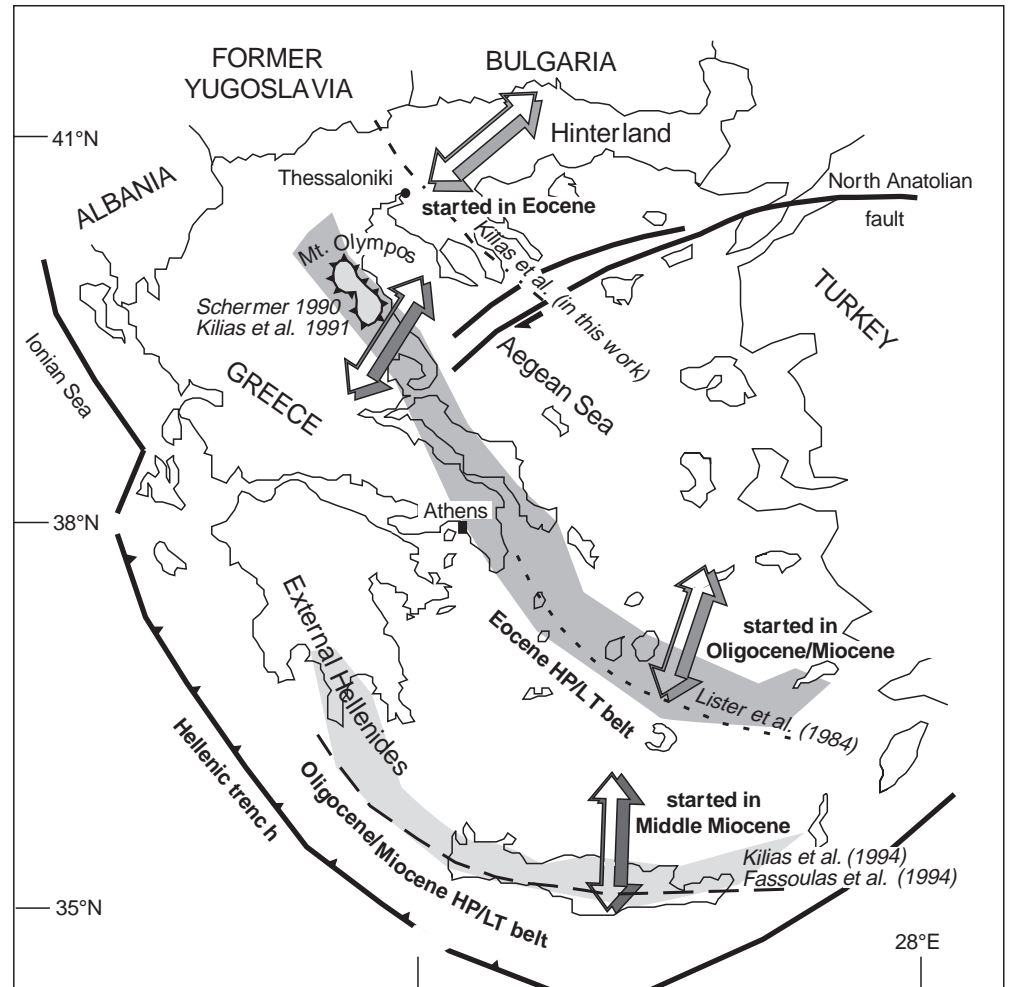 FORMER
YUGOSLAVIA
BULGARIA
41°N
Hinterland
ALBANIA
Thessaloniki
North Anatolian
fault
started in Eocene
Mt. Olympos
Kilias et al. (in this work)
Schermer 1990
Kilias et al. 1991
TURKEY
Ionian Sea
GREECE
Aegean Sea
38°N
Athens
External Hellenides
Eocene HP/LT belt
started in
Oligocene/Miocene
Lister et al. (1984)
Hellenic trench
Oligocene/Miocene HP/LT belt
started in
Middle Miocene
Kilias et al. (1994)
Fassoulas et al. (1994)
35°N
28°E